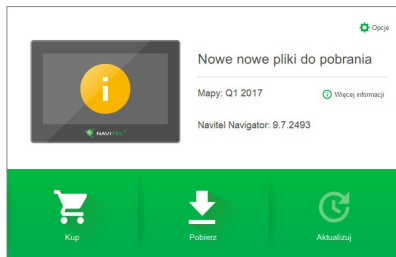 Opcje
Nowe nowe pliki do pobrania
Mapy: Q1 2017
Więcej informacji
Navitel Navigator: 9.7.2493
NAVITEL
Kup
Pobierz
Aktualizuj